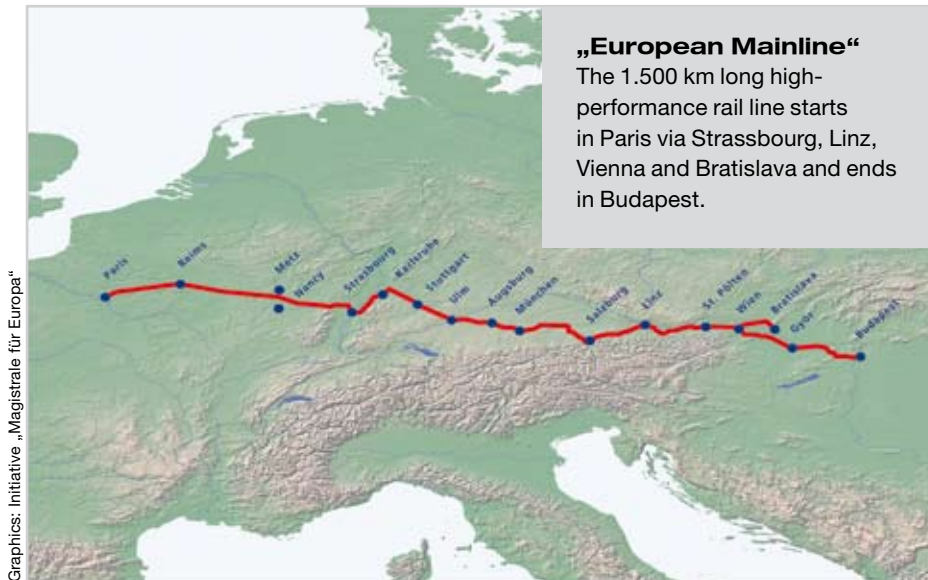 „European Mainline“
The 1.500 km long high-
performance rail line starts
in Paris via Strassbourg, Linz,
Vienna and Bratislava and ends
in Budapest.
Paris
Reims
Metz
Nancy
Strasbourg
Karlsruhe
Stuttgart
Ulm
Augsburg
München
Salzburg
Linz
St. Pölten
Wien
Bratislava
Györ
Budapest
Graphics: Initiative „Magistrale für Europa“